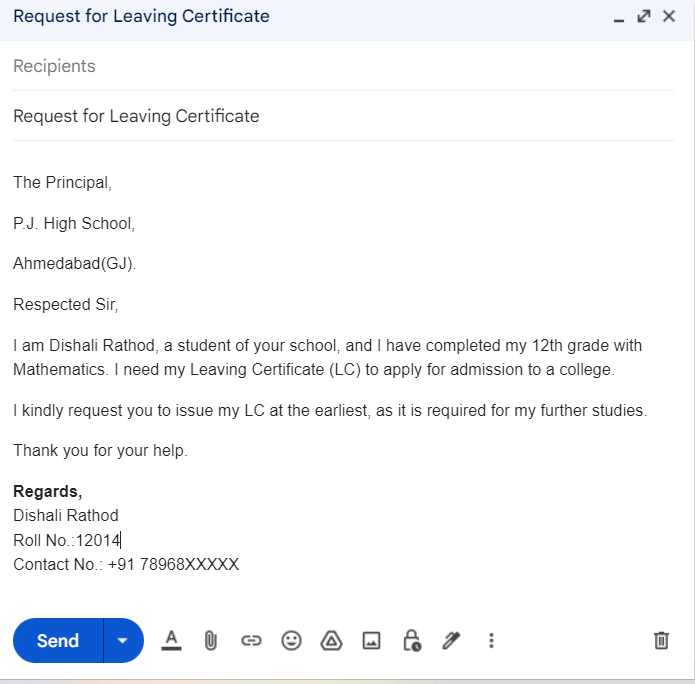 Request for Leaving Certificate
Recipients
Request for Leaving Certificate
The Principal,
P.J. High School,
Ahmedabad(GJ).
Respected Sir,
I am Dishali Rathod, a student of your school, and I have completed my 12th grade with
Mathematics. I need my Leaving Certificate (LC) to apply for admission to a college.
I kindly request you to issue my LC at the earliest, as it is required for my further studies.
Thank you for your help.
Regards,
Dishali Rathod
Roll No.:12014
Contact No.: +91 78968XXXXX
Send